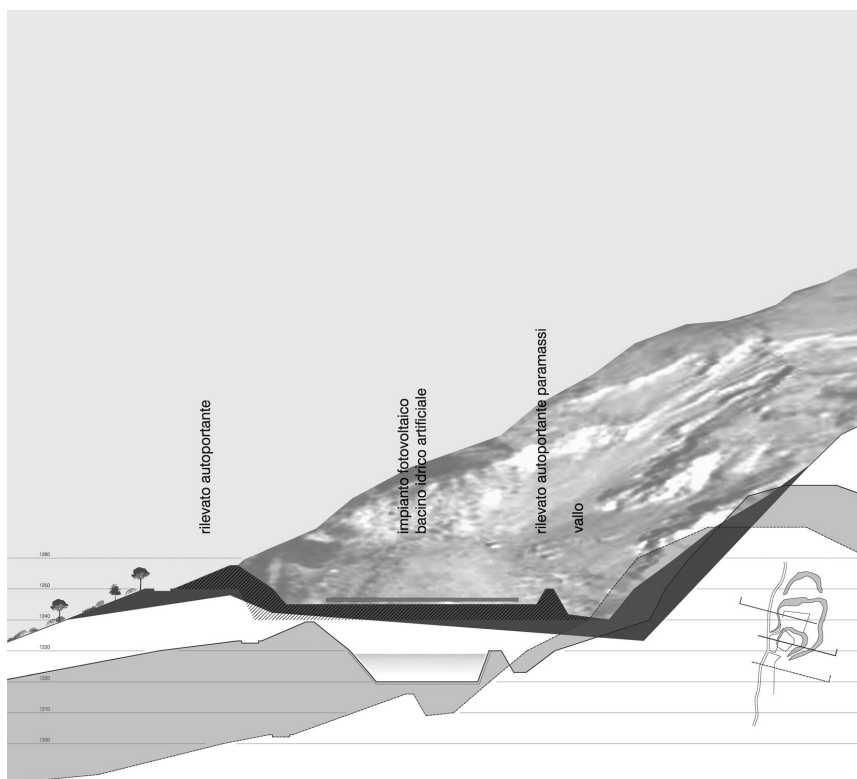 rilevato autoportante
impianto fotovoltaico
bacino idrico artificiale
rilevato autoportante paramassi
vallo
1260
1250
1240
1230
1220
1210
1200